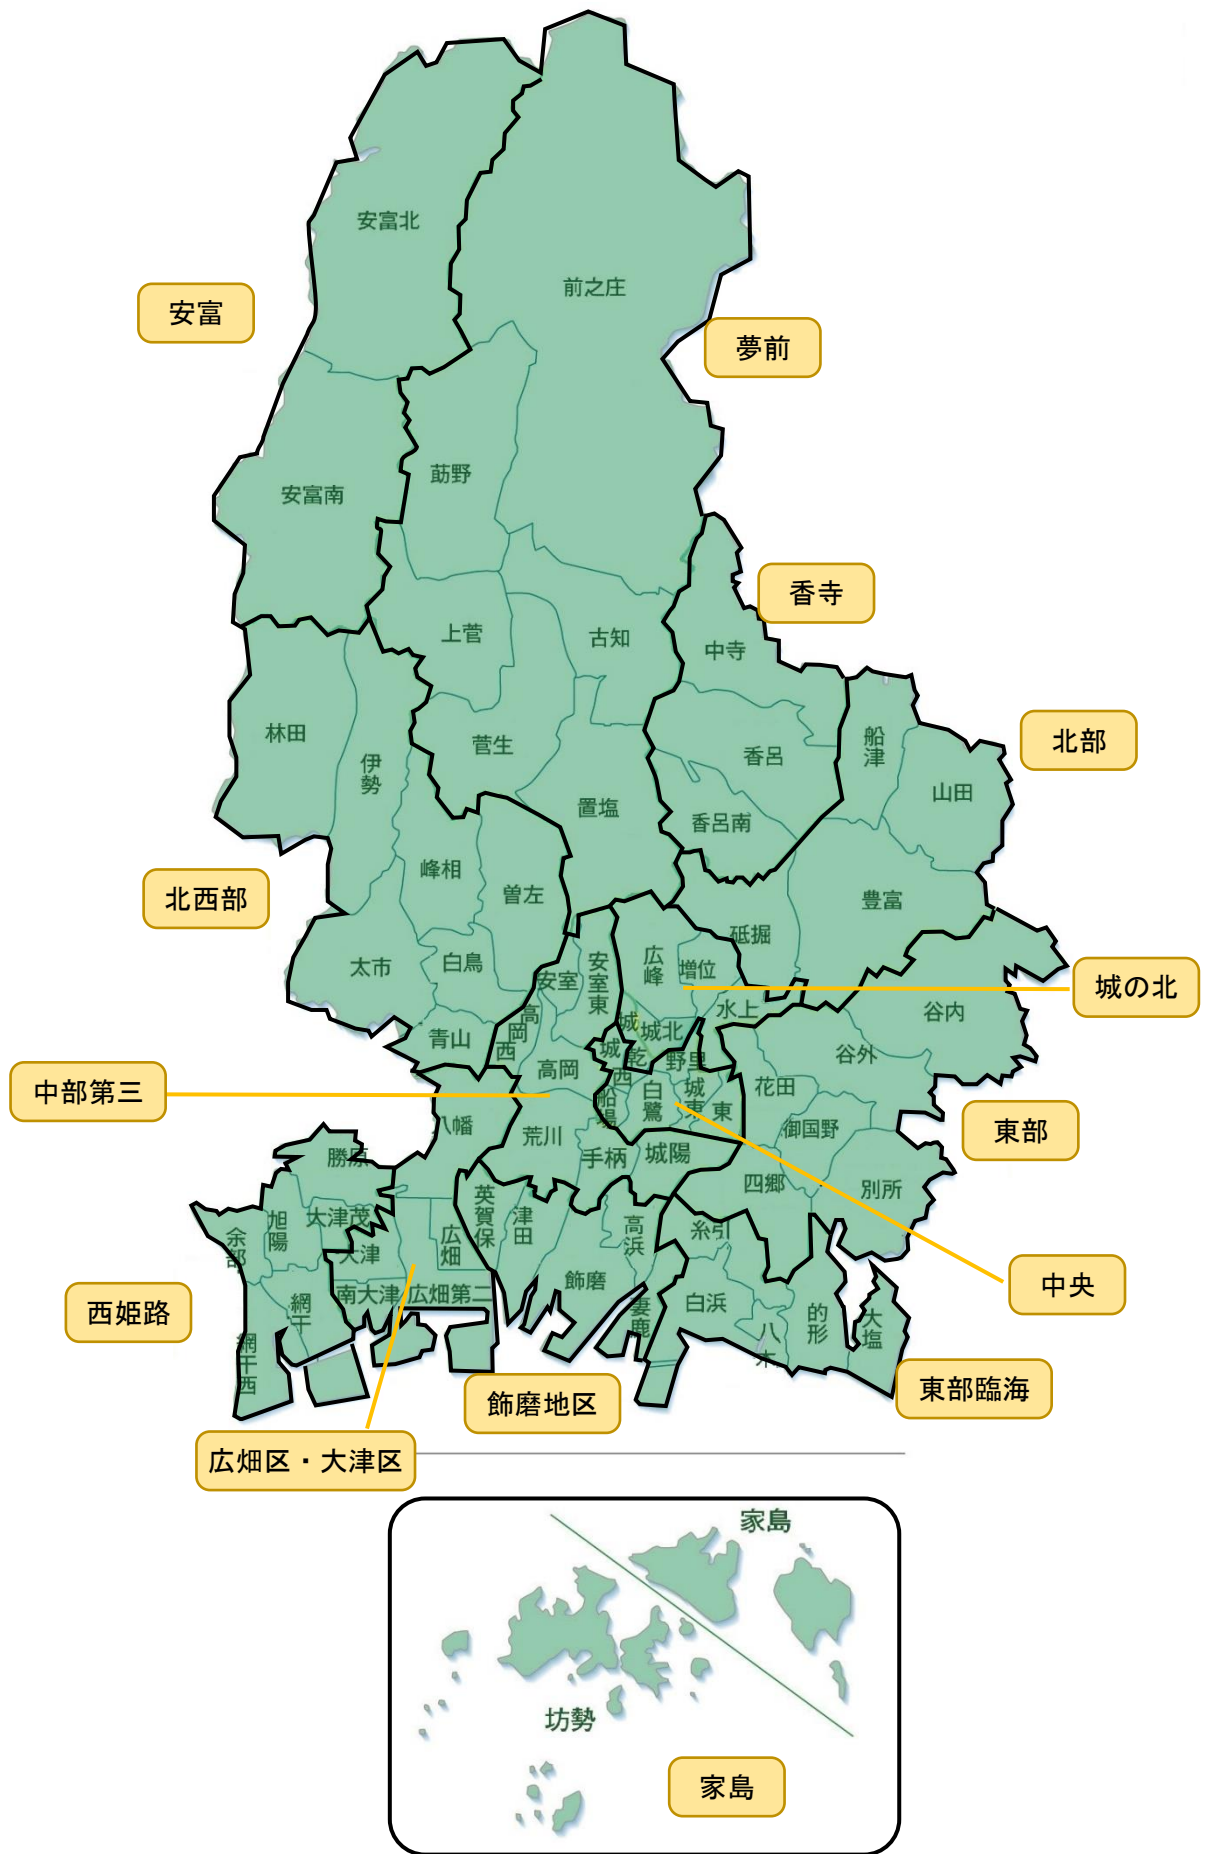 安富北
前之庄
安富
夢前
莇野
安富南
香寺
上菅
古知
中寺
林田
菅生
伊勢
香呂
船津
北部
山田
置塩
香呂南
峰相
曽左
北西部
豊富
砥掘
太市
白鳥
安室
安室東
広峰
増位
城の北
水上
谷内
青山
高岡西
城
城北
谷外
高岡
城西
乾
野里
中部第三
花田
船場
白鷺
城東
東
八幡
荒川
御国野
東部
勝原
手柄
城陽
四郷
別所
余部
旭陽
大津茂
英賀保
津田
高浜
糸引
大津
広畑
飾磨
中央
西姫路
網干
南大津
広畑第二
妻鹿
白浜
八木
的形
大塩
網干西
飾磨地区
東部臨海
広畑区・大津区
家島
坊勢
家島